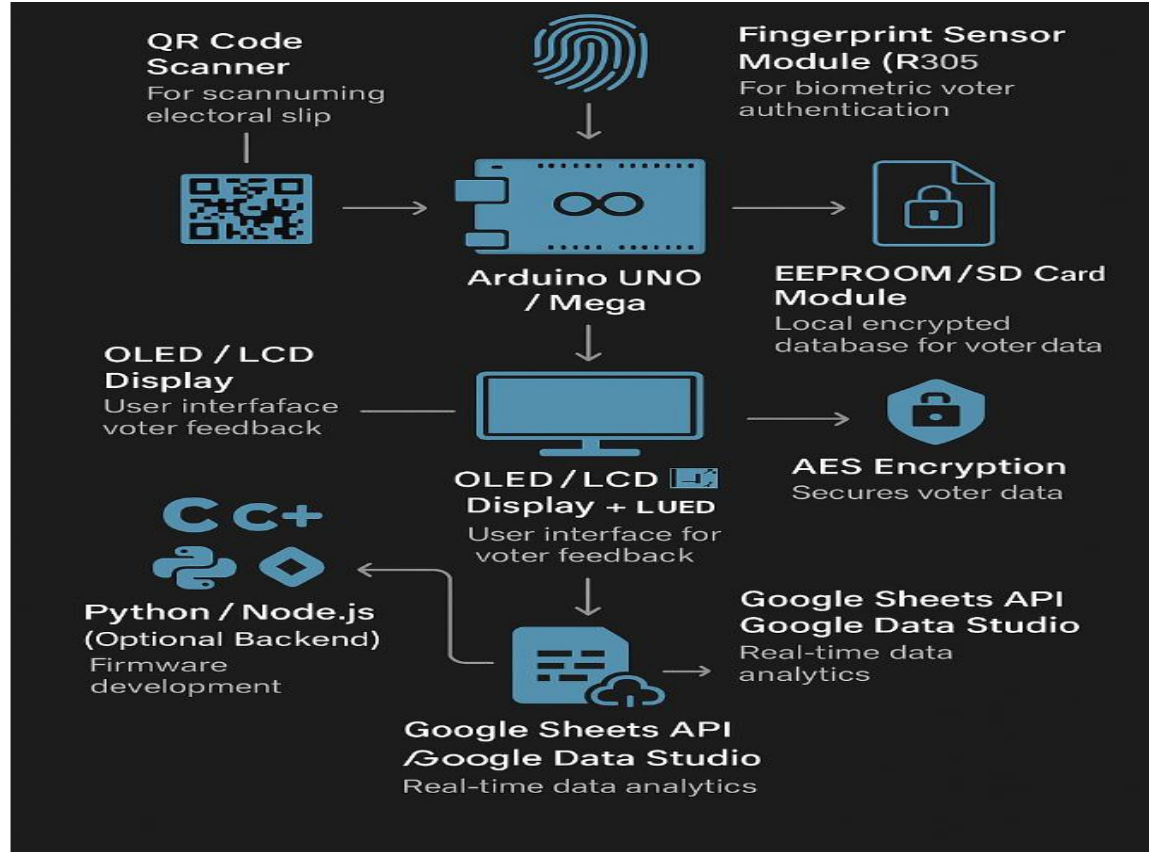 QR Code
Scanner
For scannuming
electoral slip
Fingerprint Sensor
Module (R305
For biometric voter
authentication
Arduino UNO
/ Mega
EEPROOM/SD Card
Module
Local encrypted
database for voter data
OLED / LCD
Display
User interfaface
voter feedback
OLED/LCD
Display + LUED
User interface for
voter feedback
AES Encryption
Secures voter data
C C+
Python / Node.js
(Optional Backend)
Firmware
development
Google Sheets API
Google Data Studio
Real-time data
analytics
Google Sheets API
/Google Data Studio
Real-time data analytics